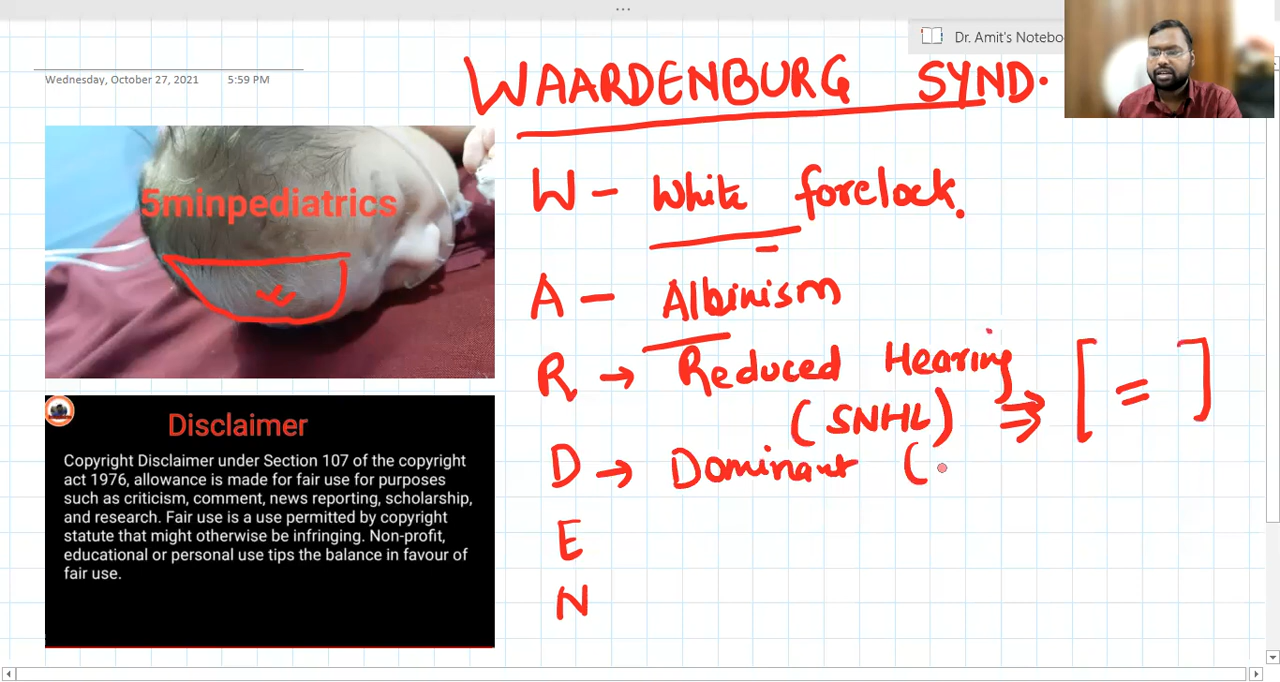 ...
Dr. Amit's Notebo
Wednesday, October 27, 2021 5:59 PM
WAARDENBURG SYND.
5minpediatrics
W - White forelock.
A - Albinism
R → Reduced Hearing
(SNHL) ⇒ [ = ]
D → Dominant (
E
N
Disclaimer
Copyright Disclaimer under Section 107 of the copyright
act 1976, allowance is made for fair use for purposes
such as criticism, comment, news reporting, scholarship,
and research. Fair use is a use permitted by copyright
statute that might otherwise be infringing. Non-profit,
educational or personal use tips the balance in favour of
fair use.